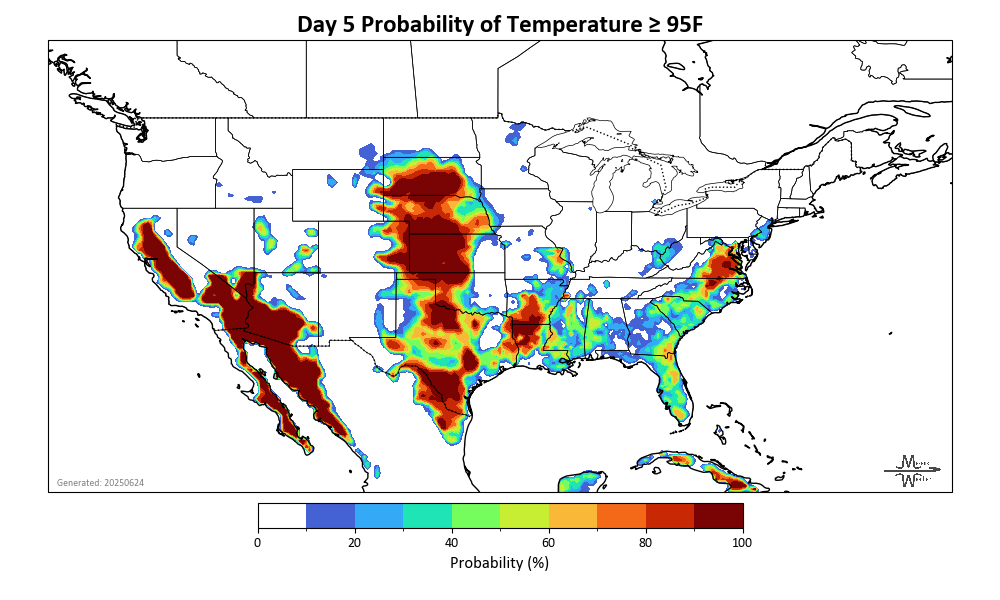 Day 5 Probability of Temperature ≥ 95F
Generated: 20250624
0 20 40 60 80 100
Probability (%)